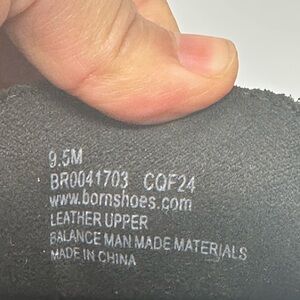 9.5M
BR0041703 CQF24
www.bornshoes.com
LEATHER UPPER
BALANCE MAN MADE MATERIALS
MADE IN CHINA